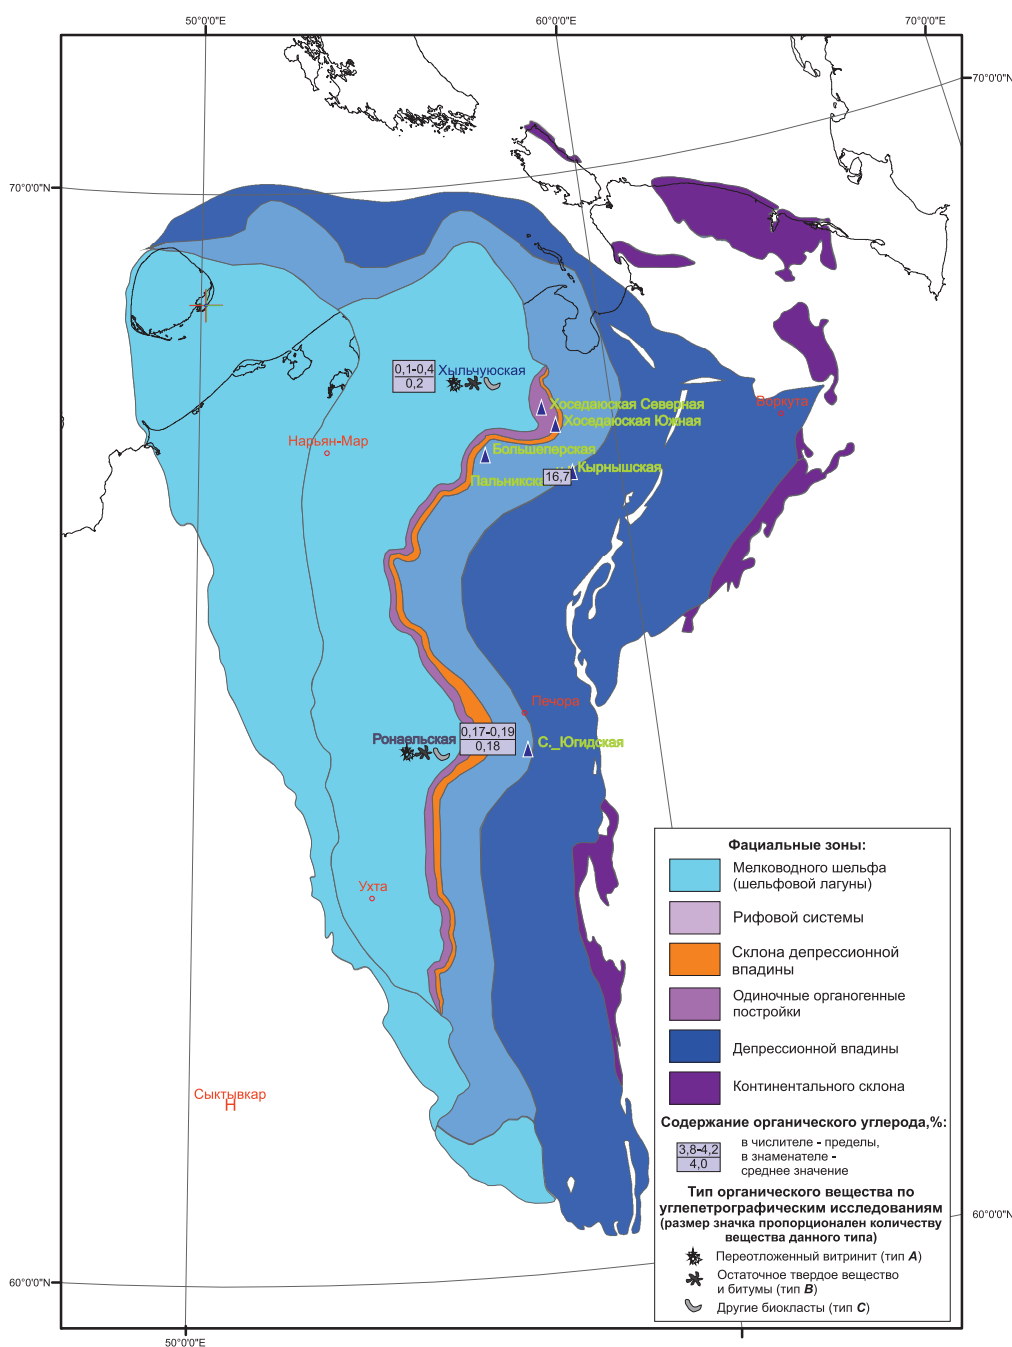 50°0'0"E
60°0'0"E
70°0'0"E
70°0'0"N
70°0'0"N
0,1-0,4
0,2
Хыльчуюская
Хоседаюская Северная
Хоседаюская Южная
Воркута
Нарьян-Мар
Большеперская
Кырнышская
16,7
Печора
Ронаельская
0,17-0,19
0,18
С._Югидская
Ухта
Сыктывкар
Н
60°0'0"N
60°0'0"N
50°0'0"E
Фациальные зоны:
Мелководного шельфа
(шельфовой лагуны)
Рифовой системы
Склона депрессионной
впадины
Одиночные органогенные
постройки
Депрессионной впадины
Континентального склона
Содержание органического углерода,%:
3,8-4,2
4,0
в числителе - пределы,
в знаменателе -
среднее значение
Тип органического вещества по
углепетрографическим исследованиям
(размер значка пропорционален количеству
вещества данного типа)
Переотложенный витринит (тип A)
Остаточное твердое вещество
и битумы (тип B)
Другие биокласты (тип C)